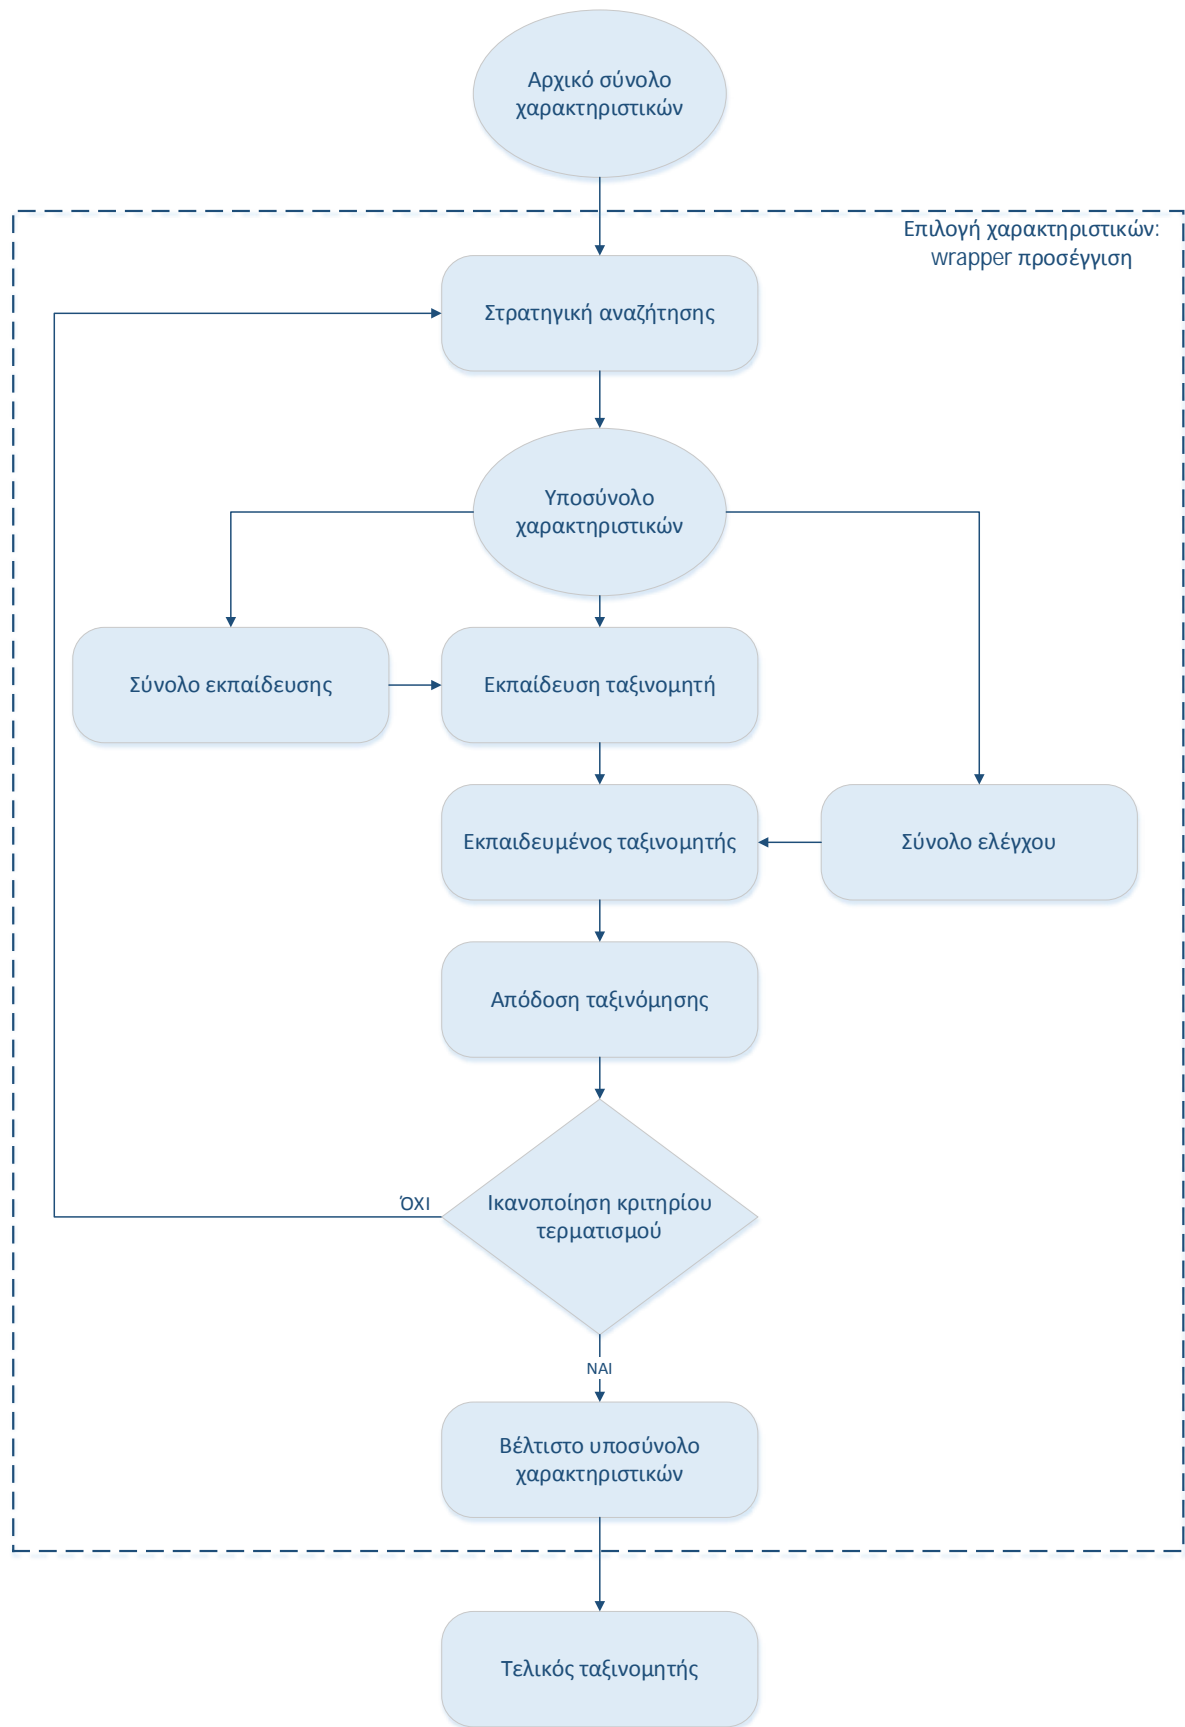 Αρχικό σύνολο
χαρακτηριστικών
Επιλογή χαρακτηριστικών:
wrapper προσέγγιση
Στρατηγική αναζήτησης
Υποσύνολο
χαρακτηριστικών
Σύνολο εκπαίδευσης
Εκπαίδευση ταξινομητή
Εκπαιδευμένος ταξινομητής
Σύνολο ελέγχου
Απόδοση ταξινόμησης
ΌΧΙ
Ικανοποίηση κριτηρίου
τερματισμού
ΝΑΙ
Βέλτιστο υποσύνολο
χαρακτηριστικών
Τελικός ταξινομητής